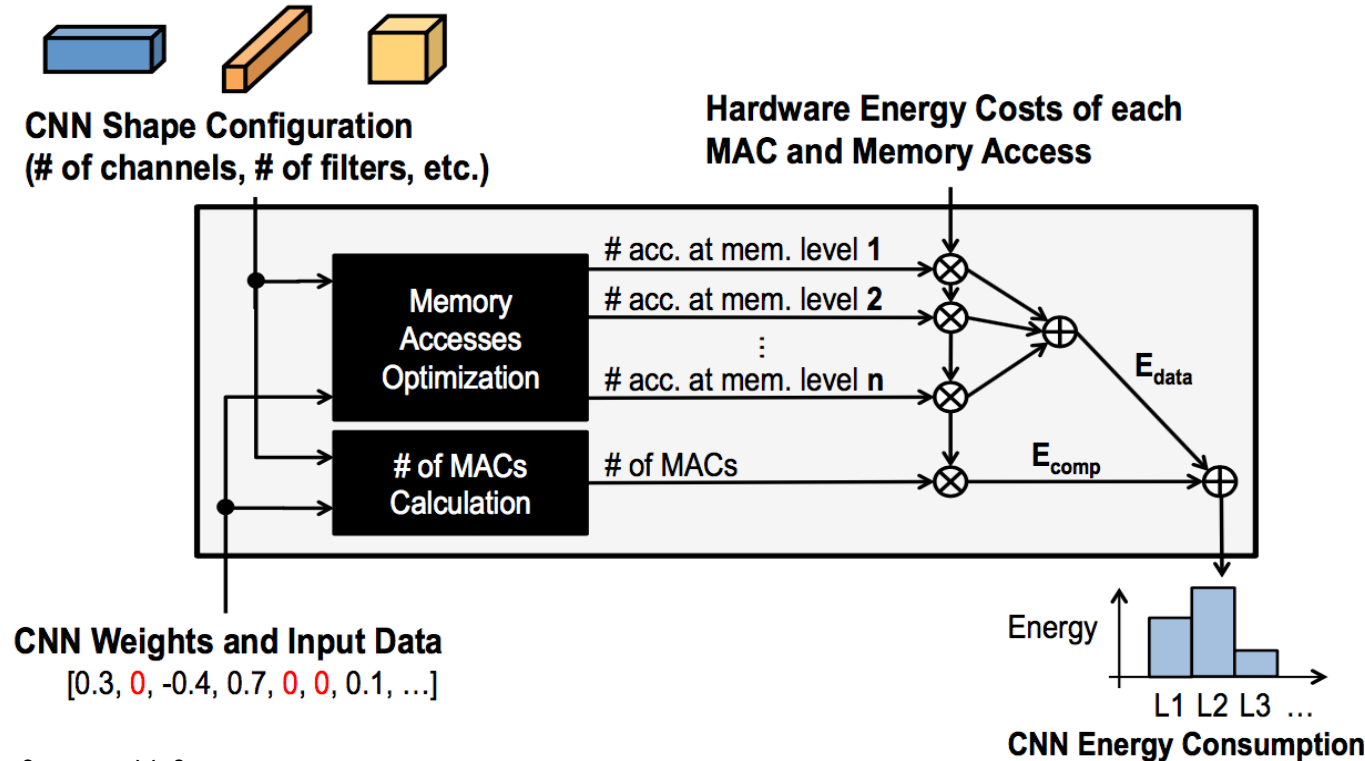 CNN Shape Configuration
(# of channels, # of filters, etc.)
Hardware Energy Costs of each
MAC and Memory Access
Memory
Accesses
Optimization
# acc. at mem. level 1
# acc. at mem. level 2
⋮
# acc. at mem. level n
# of MACs
Calculation
# of MACs
E_data
E_comp
CNN Weights and Input Data
[0.3, 0, -0.4, 0.7, 0, 0, 0.1, …]
Energy
L1 L2 L3 …
CNN Energy Consumption